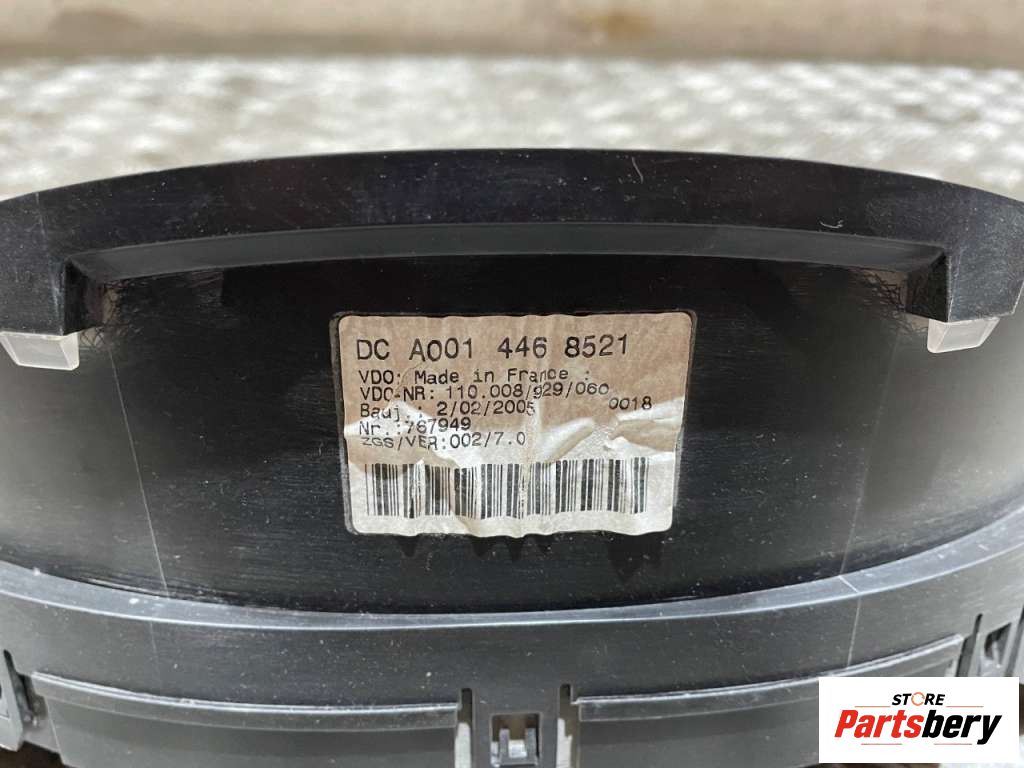 DC A001 446 8521
VDO: Made in France :
VDO-NR: 110.008/929/060
Bauj.: 2/02/2005 0018
Nr.:767949
ZGS/VER:002/7.0
STORE
Partsbery